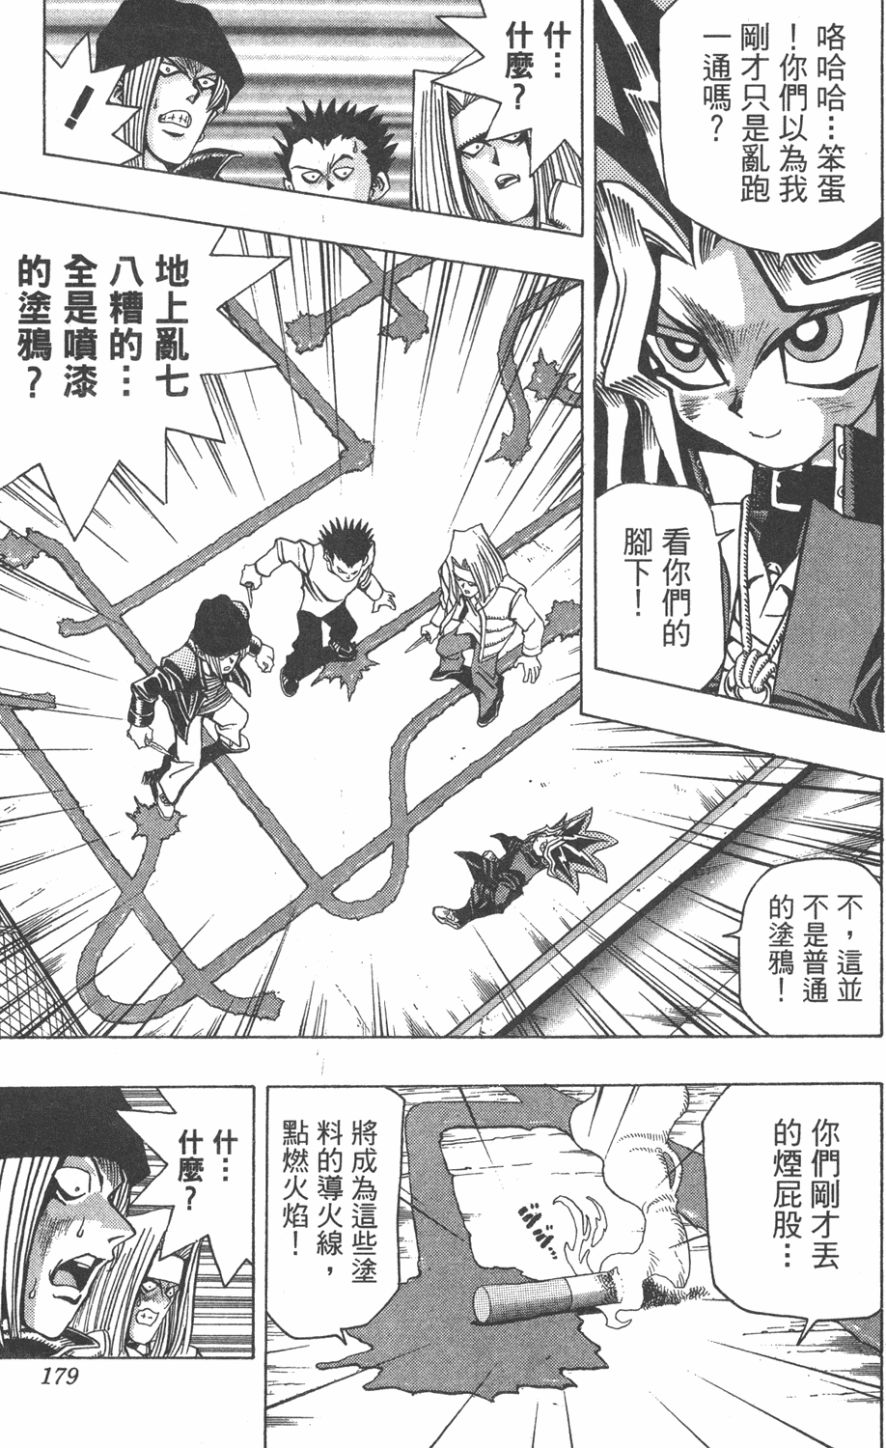 咯哈哈…笨蛋
！你們以為我
剛才只是亂跑
一通嗎？
看你們的
腳下！
什…
什麼？
！
地上亂七
八糟的…
全是噴漆
的塗鴉？
不，這並
不是普通
的塗鴉！
你們剛才丟
的煙屁股…
將成為這些塗
料的導火線，
點燃火焰！
什…
什麼？
179